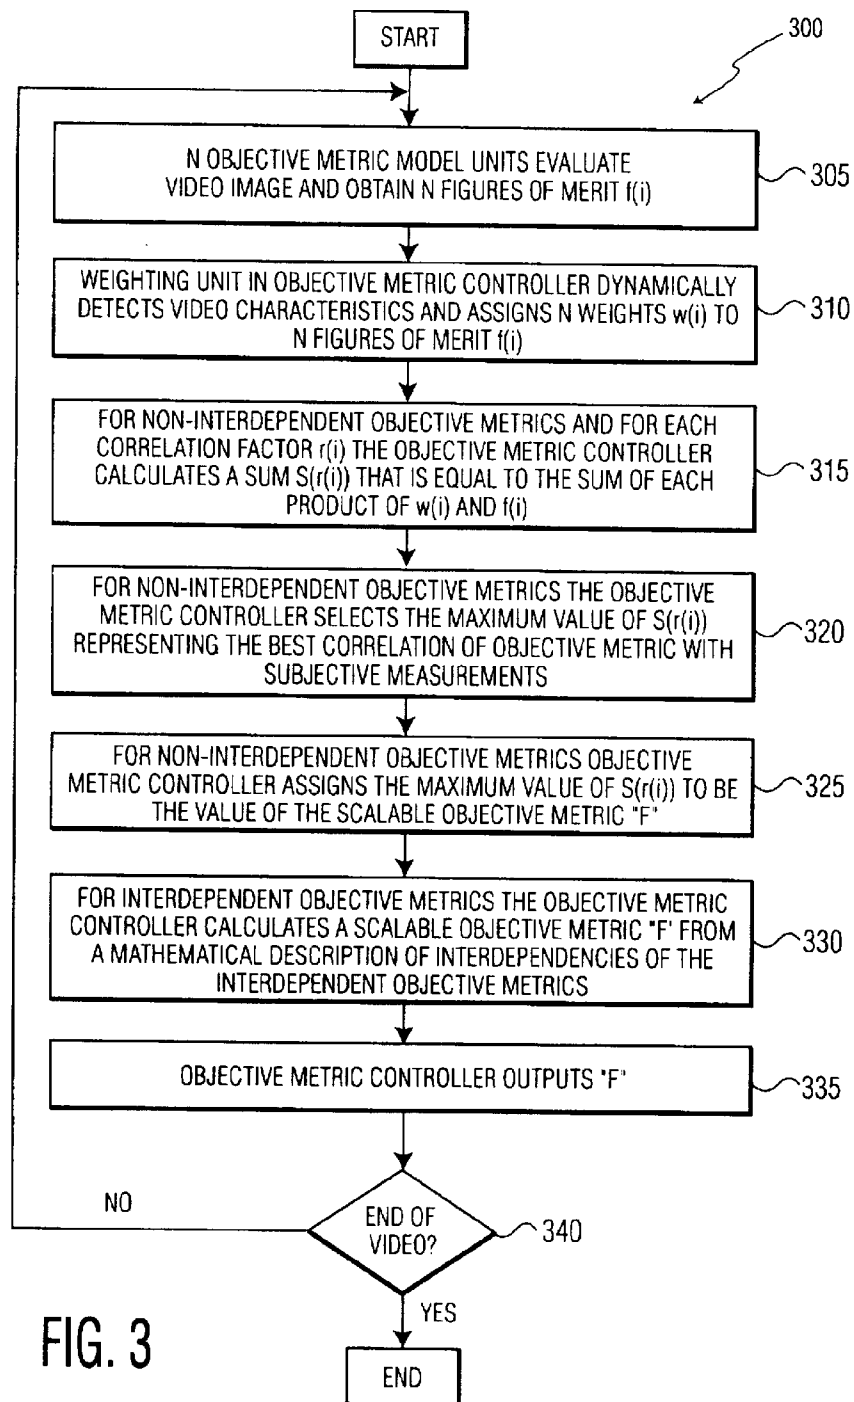 START
300
N OBJECTIVE METRIC MODEL UNITS EVALUATE
VIDEO IMAGE AND OBTAIN N FIGURES OF MERIT f(i)
305
WEIGHTING UNIT IN OBJECTIVE METRIC CONTROLLER DYNAMICALLY
DETECTS VIDEO CHARACTERISTICS AND ASSIGNS N WEIGHTS w(i) TO
N FIGURES OF MERIT f(i)
310
FOR NON-INTERDEPENDENT OBJECTIVE METRICS AND FOR EACH
CORRELATION FACTOR r(i) THE OBJECTIVE METRIC CONTROLLER
CALCULATES A SUM S(r(i)) THAT IS EQUAL TO THE SUM OF EACH
PRODUCT OF w(i) AND f(i)
315
FOR NON-INTERDEPENDENT OBJECTIVE METRICS THE OBJECTIVE
METRIC CONTROLLER SELECTS THE MAXIMUM VALUE OF S(r(i))
REPRESENTING THE BEST CORRELATION OF OBJECTIVE METRIC WITH
SUBJECTIVE MEASUREMENTS
320
FOR NON-INTERDEPENDENT OBJECTIVE METRICS OBJECTIVE
METRIC CONTROLLER ASSIGNS THE MAXIMUM VALUE OF S(r(i)) TO BE
THE VALUE OF THE SCALABLE OBJECTIVE METRIC "F"
325
FOR INTERDEPENDENT OBJECTIVE METRICS THE OBJECTIVE METRIC
CONTROLLER CALCULATES A SCALABLE OBJECTIVE METRIC "F' FROM
A MATHEMATICAL DESCRIPTION OF INTERDEPENDENCIES OF THE
INTERDEPENDENT OBJECTIVE METRICS
330
OBJECTIVE METRIC CONTROLLER OUTPUTS "F"
335
NO
END OF
VIDEO?
340
YES
FIG. 3
END